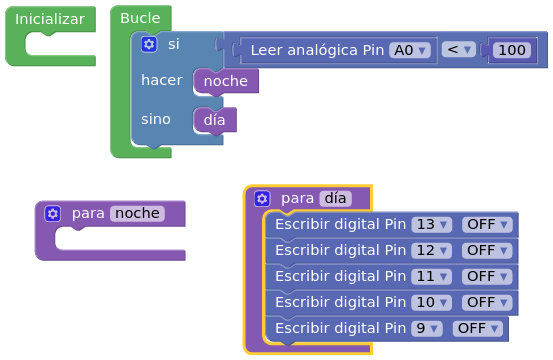 Inicializar
Bucle
si Leer analógica Pin A0 < 100
hacer noche
sino día
para noche
para día
Escribir digital Pin 13 OFF
Escribir digital Pin 12 OFF
Escribir digital Pin 11 OFF
Escribir digital Pin 10 OFF
Escribir digital Pin 9 OFF